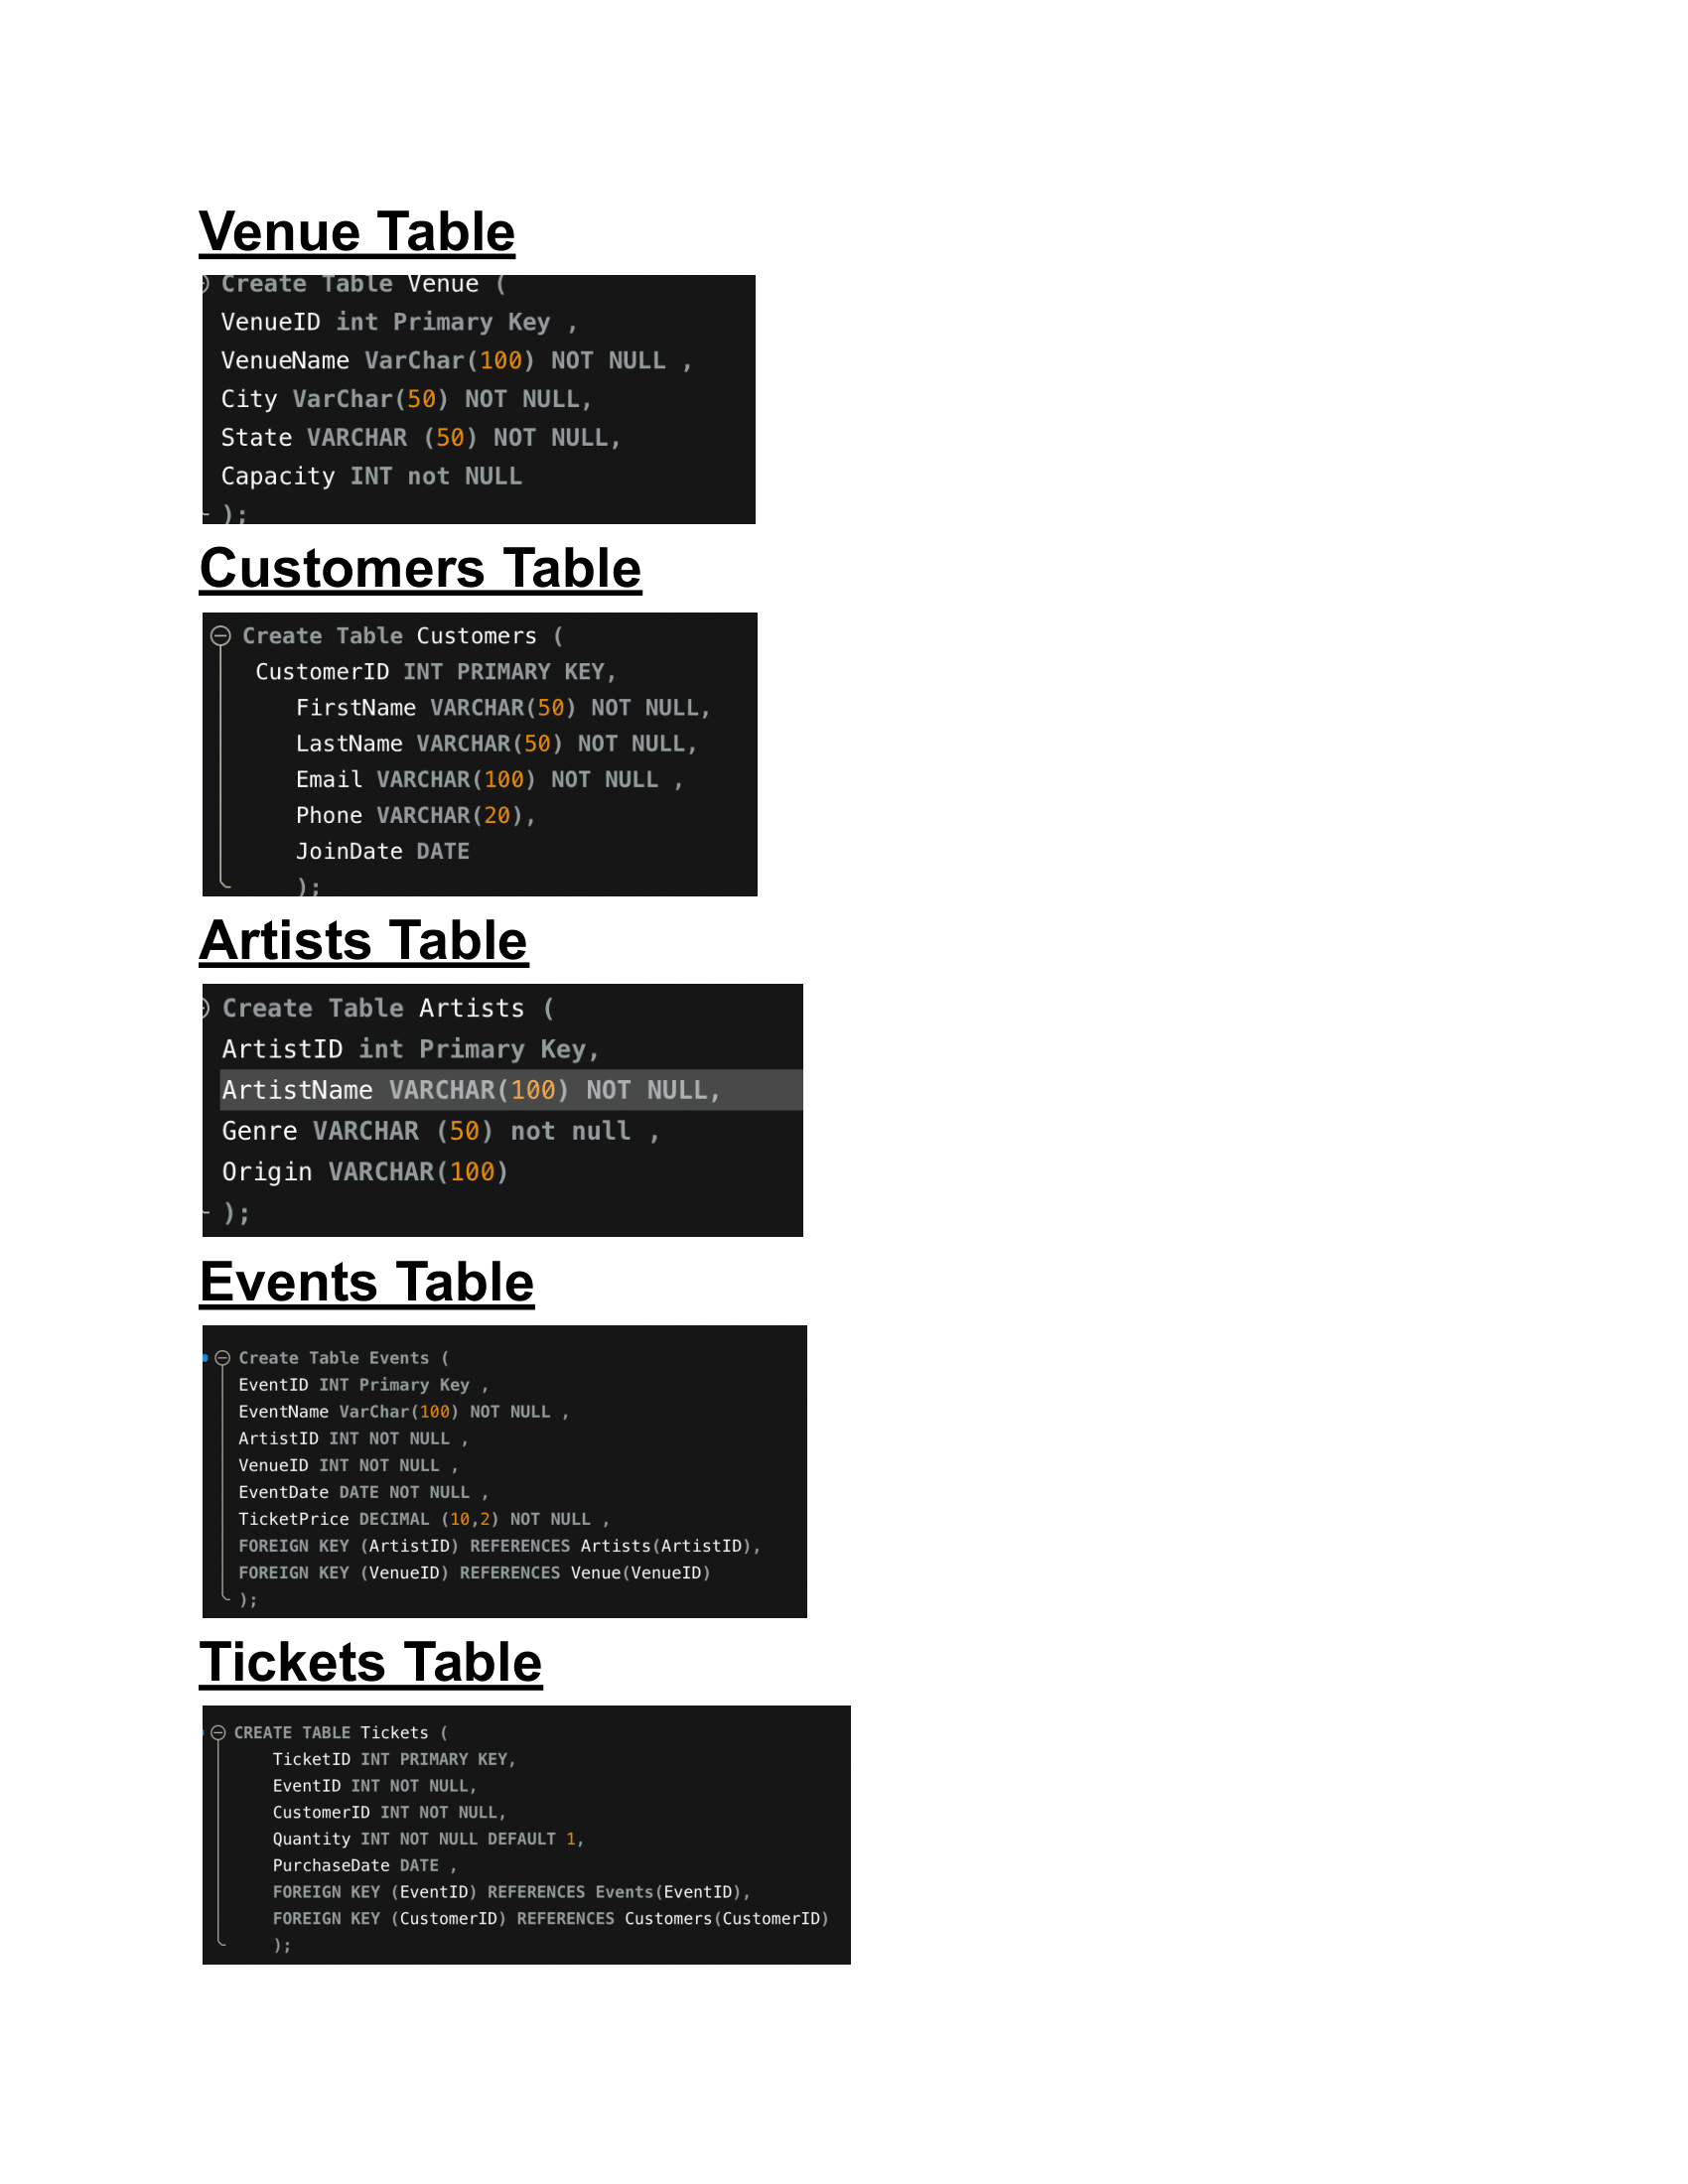 Venue Table
Create Table Venue (
VenueID int Primary Key ,
VenueName VarChar(100) NOT NULL ,
City VarChar(50) NOT NULL,
State VARCHAR (50) NOT NULL,
Capacity INT not NULL
);
Customers Table
Create Table Customers (
CustomerID INT PRIMARY KEY,
FirstName VARCHAR(50) NOT NULL,
LastName VARCHAR(50) NOT NULL,
Email VARCHAR(100) NOT NULL ,
Phone VARCHAR(20),
JoinDate DATE
);
Artists Table
Create Table Artists (
ArtistID int Primary Key,
ArtistName VARCHAR(100) NOT NULL,
Genre VARCHAR (50) not null ,
Origin VARCHAR(100)
);
Events Table
Create Table Events (
EventID INT Primary Key ,
EventName VarChar(100) NOT NULL ,
ArtistID INT NOT NULL ,
VenueID INT NOT NULL ,
EventDate DATE NOT NULL ,
TicketPrice DECIMAL (10,2) NOT NULL ,
FOREIGN KEY (ArtistID) REFERENCES Artists(ArtistID),
FOREIGN KEY (VenueID) REFERENCES Venue(VenueID)
);
Tickets Table
CREATE TABLE Tickets (
TicketID INT PRIMARY KEY,
EventID INT NOT NULL,
CustomerID INT NOT NULL,
Quantity INT NOT NULL DEFAULT 1,
PurchaseDate DATE ,
FOREIGN KEY (EventID) REFERENCES Events(EventID),
FOREIGN KEY (CustomerID) REFERENCES Customers(CustomerID)
);